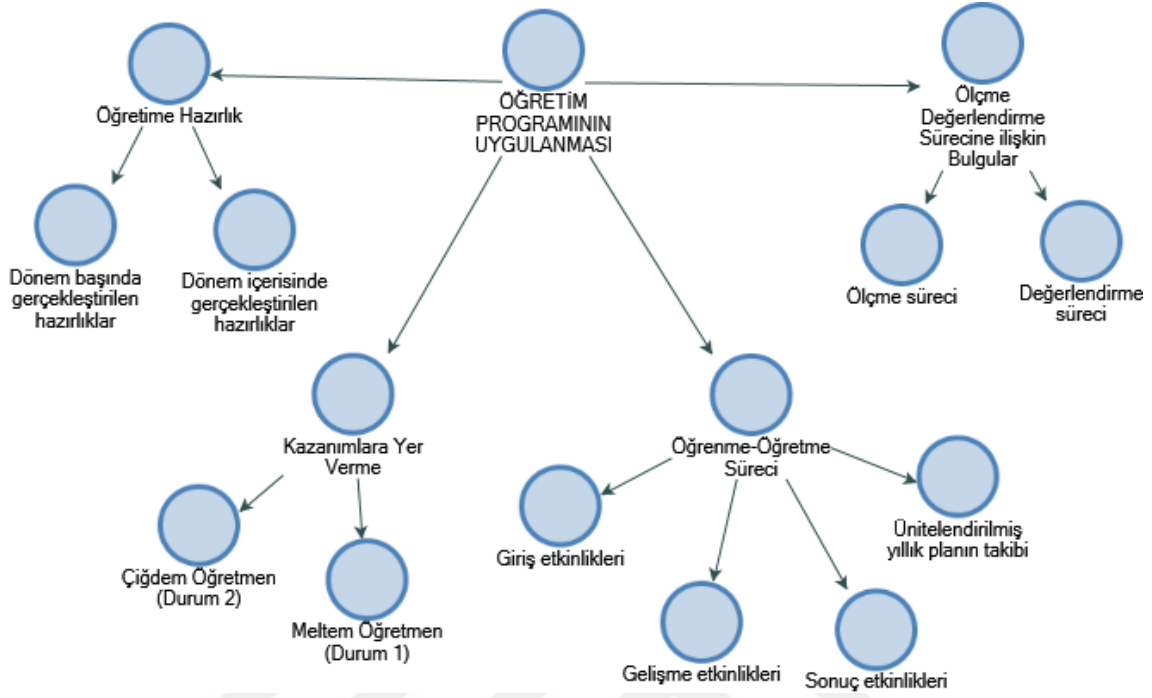 ÖĞRETİM
PROGRAMININ
UYGULANMASI
Öğretime Hazırlık
Dönem başında
gerçekleştirilen
hazırlıklar
Dönem içerisinde
gerçekleştirilen
hazırlıklar
Ölçme
Değerlendirme
Sürecine ilişkin
Bulgular
Ölçme süreci
Değerlendirme
süreci
Kazanımlara Yer
Verme
Çiğdem Öğretmen
(Durum 2)
Meltem Öğretmen
(Durum 1)
Öğrenme-Öğretme
Süreci
Giriş etkinlikleri
Gelişme etkinlikleri
Sonuç etkinlikleri
Ünitelendirilmiş
yıllık planın takibi